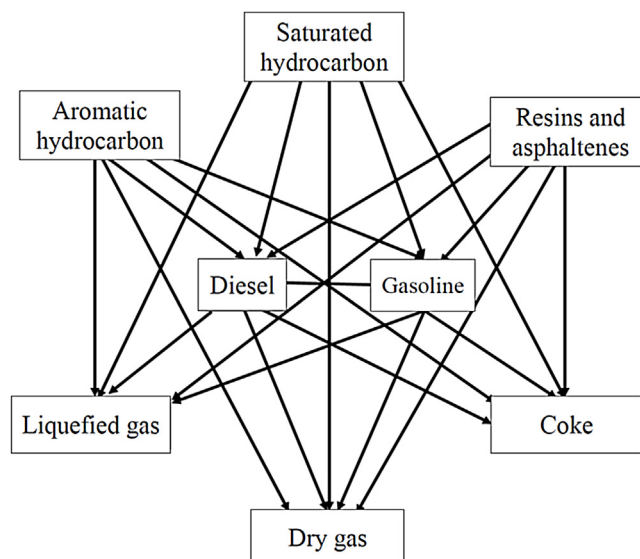 Saturated
hydrocarbon
Aromatic
hydrocarbon
Resins and
asphaltenes
Diesel
Gasoline
Liquefied gas
Coke
Dry gas